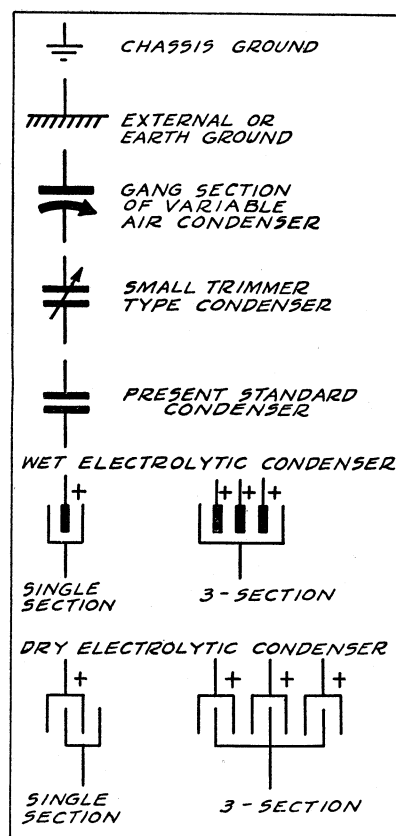 CHASSIS GROUND
EXTERNAL OR
EARTH GROUND
GANG SECTION
OF VARIABLE
AIR CONDENSER
SMALL TRIMMER
TYPE CONDENSER
PRESENT STANDARD
CONDENSER
WET ELECTROLYTIC CONDENSER
+ + + +
SINGLE
SECTION
3-SECTION
DRY ELECTROLYTIC CONDENSER
+ + + +
SINGLE
SECTION
3-SECTION